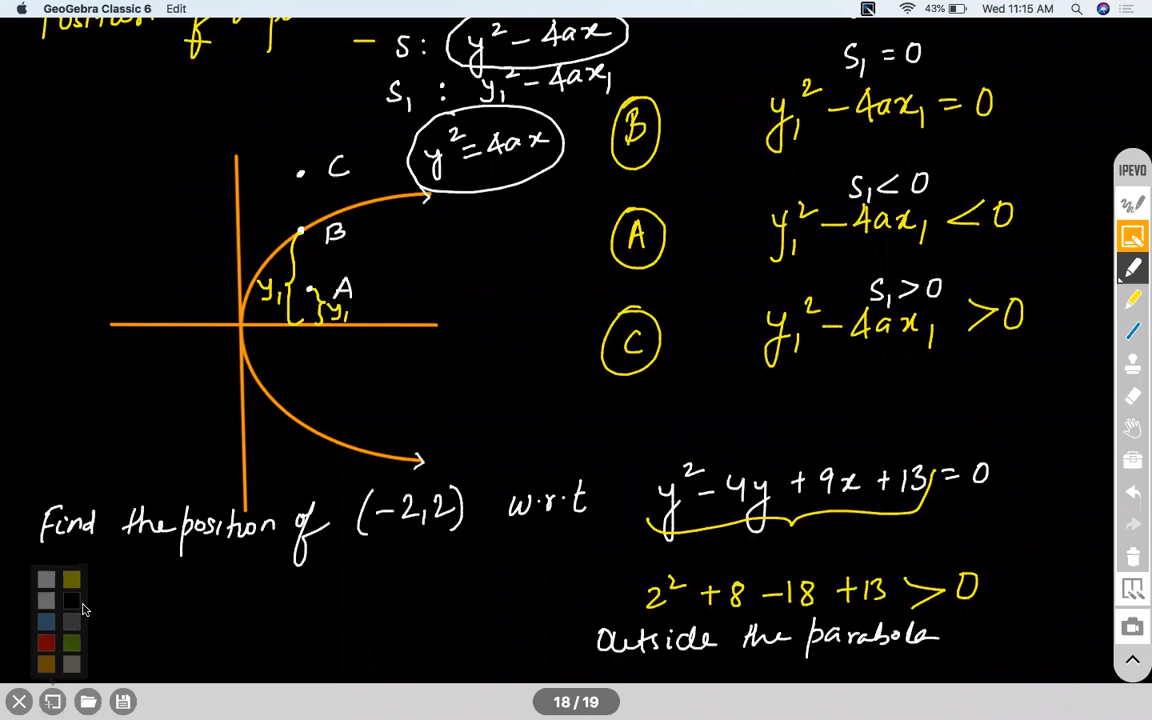 GeoGebra Classic 6 Edit 43% Wed 11:15 AM
S : y² − 4ax
S₁ : y₁² − 4ax₁
y² = 4ax
S₁ = 0
B y₁² − 4ax₁ = 0
S₁ < 0
A y₁² − 4ax₁ < 0
S₁ > 0
C y₁² − 4ax₁ > 0
C
B
y₁ A
y₁
Find the position of (−2, 2) w.r.t y² − 4y + 9x + 13 = 0
2² + 8 − 18 + 13 > 0
Outside the parabola
IPEVO
18 / 19